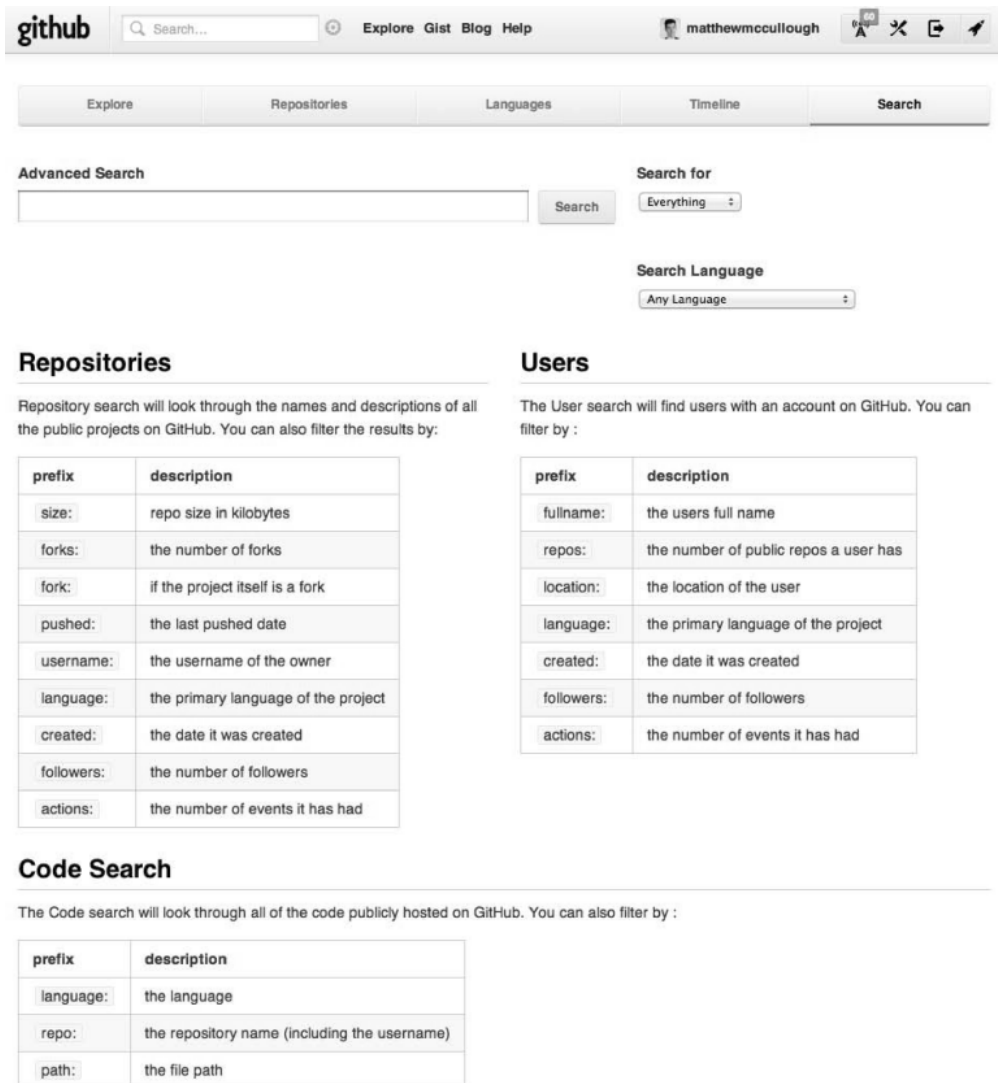 github Search... Explore Gist Blog Help matthewmccullough
Explore Repositories Languages Timeline Search
Advanced Search
Search
Search for
Everything
Search Language
Any Language
Repositories
Repository search will look through the names and descriptions of all
the public projects on GitHub. You can also filter the results by:
prefix description
size: repo size in kilobytes
forks: the number of forks
fork: if the project itself is a fork
pushed: the last pushed date
username: the username of the owner
language: the primary language of the project
created: the date it was created
followers: the number of followers
actions: the number of events it has had
Users
The User search will find users with an account on GitHub. You can
filter by :
prefix description
fullname: the users full name
repos: the number of public repos a user has
location: the location of the user
language: the primary language of the project
created: the date it was created
followers: the number of followers
actions: the number of events it has had
Code Search
The Code search will look through all of the code publicly hosted on GitHub. You can also filter by :
prefix description
language: the language
repo: the repository name (including the username)
path: the file path